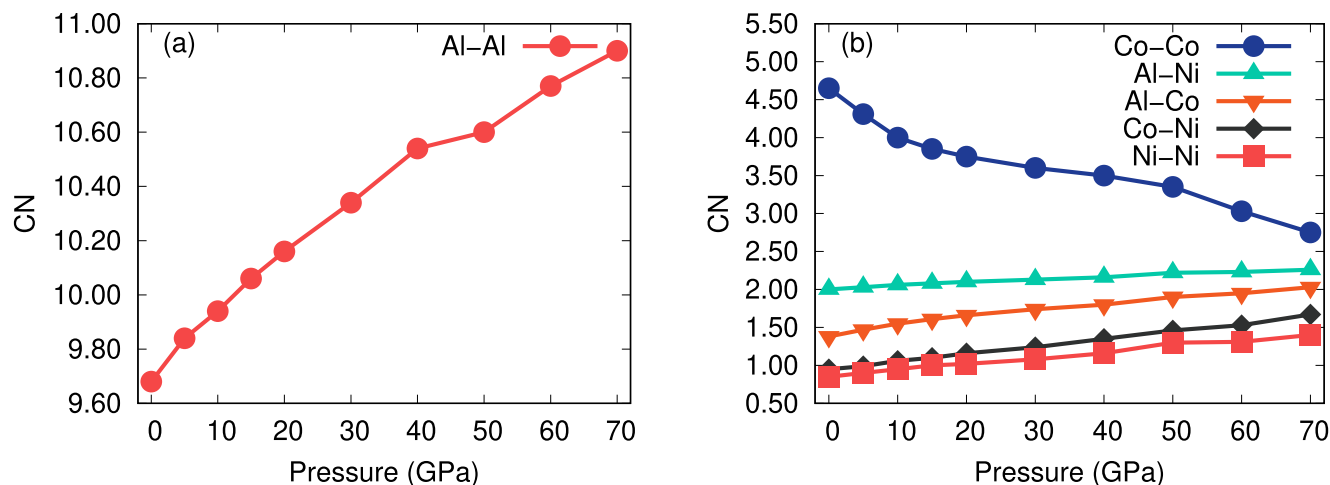 (a)
Al−Al
CN
11.00
10.80
10.60
10.40
10.20
10.00
9.80
9.60
0 10 20 30 40 50 60 70
Pressure (GPa)
(b)
Co−Co
Al−Ni
Al−Co
Co−Ni
Ni−Ni
CN
5.50
5.00
4.50
4.00
3.50
3.00
2.50
2.00
1.50
1.00
0.50
0 10 20 30 40 50 60 70
Pressure (GPa)